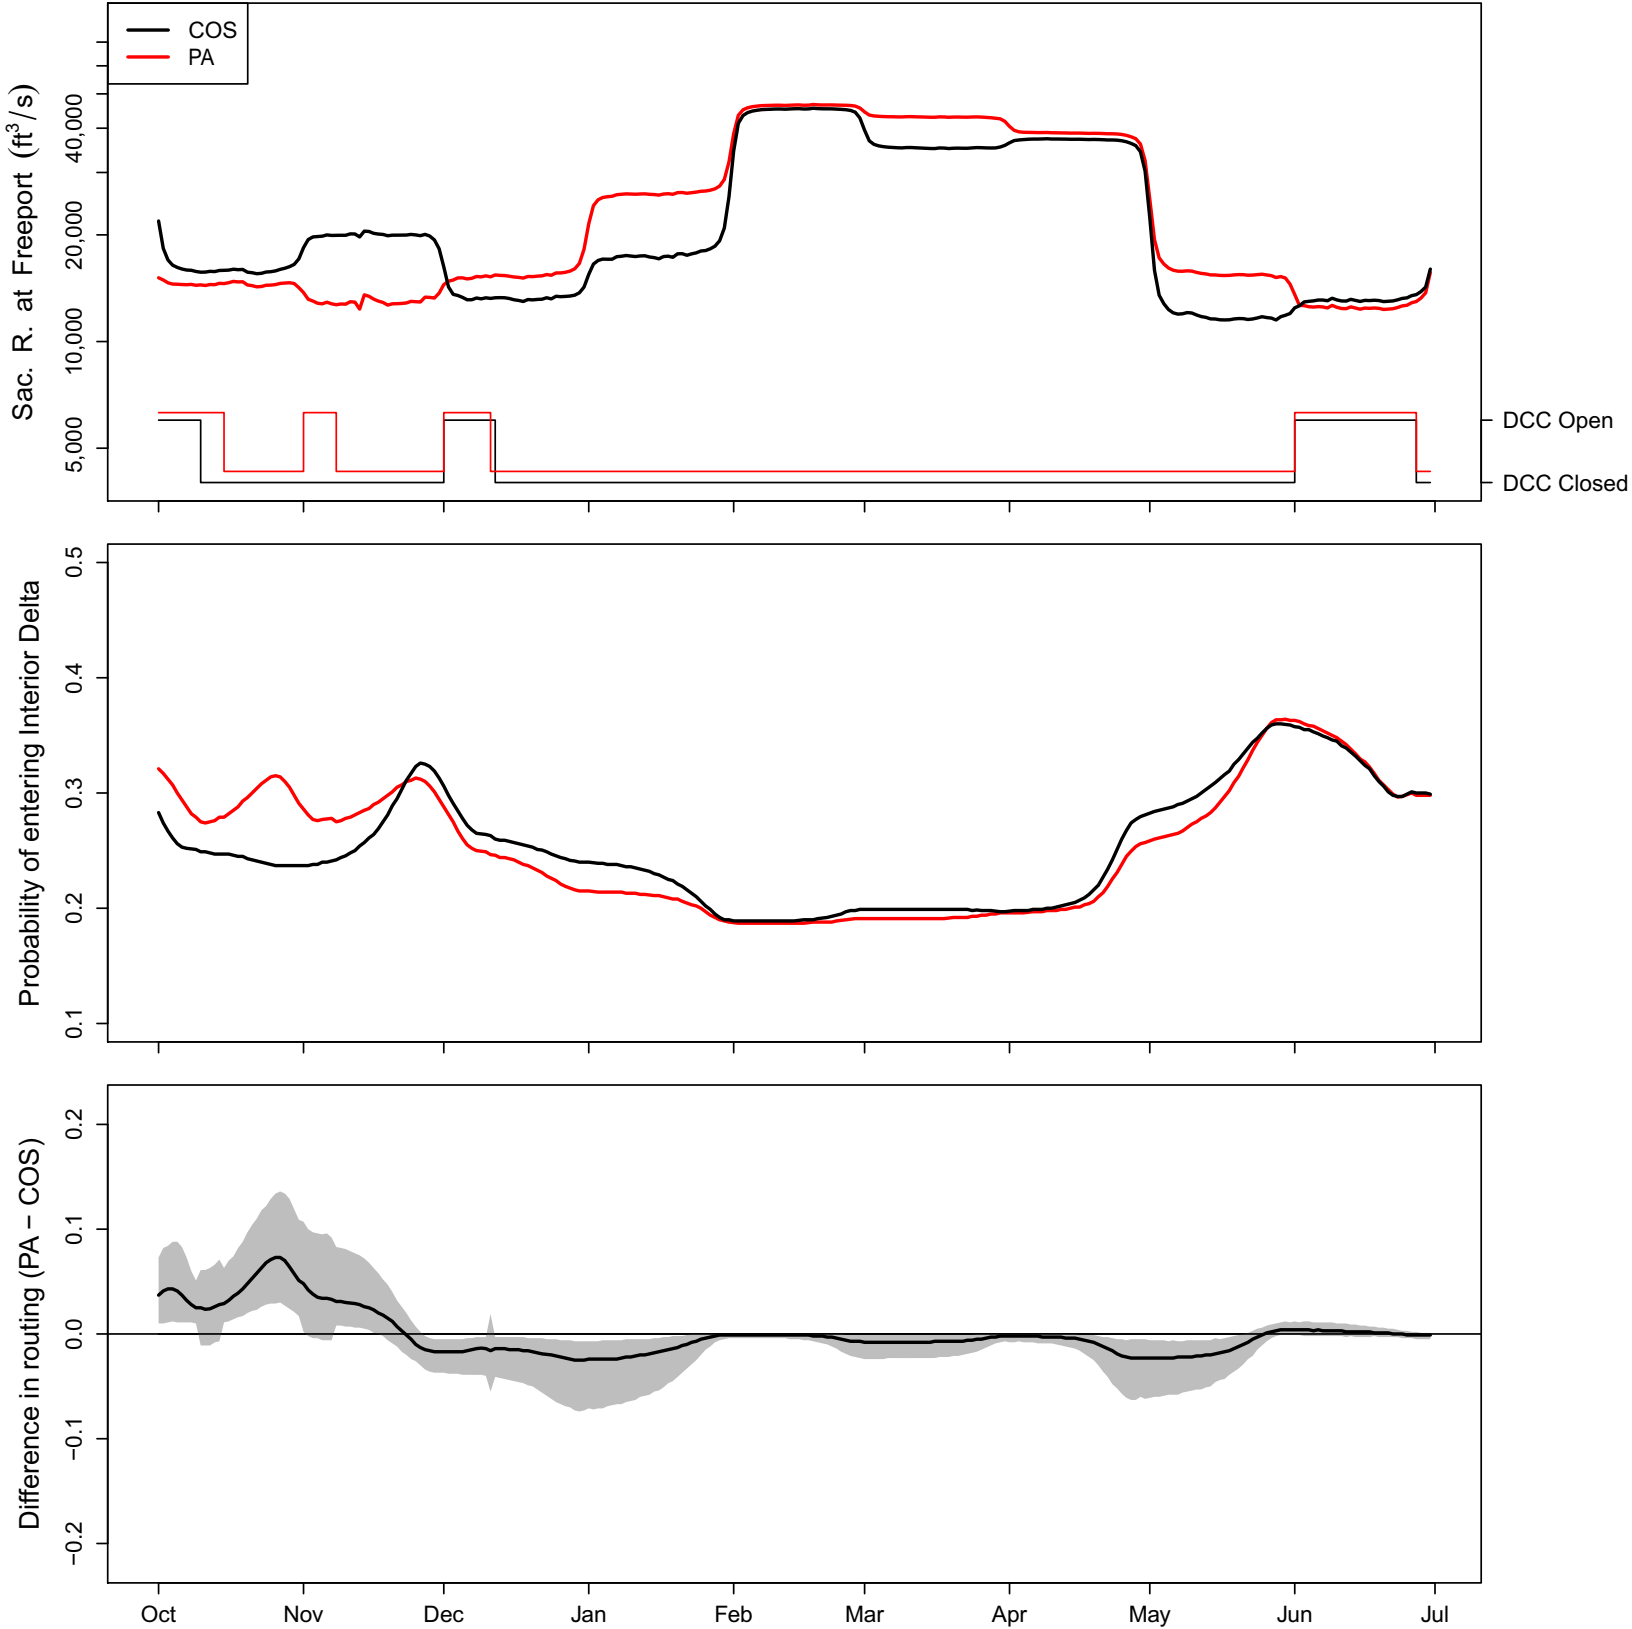 COS
PA
Sac. R. at Freeport (ft³/s)
40,000
20,000
10,000
5,000
DCC Open
DCC Closed
Probability of entering Interior Delta
0.5
0.4
0.3
0.2
0.1
Difference in routing (PA − COS)
0.2
0.1
0.0
−0.1
−0.2
Oct Nov Dec Jan Feb Mar Apr May Jun Jul